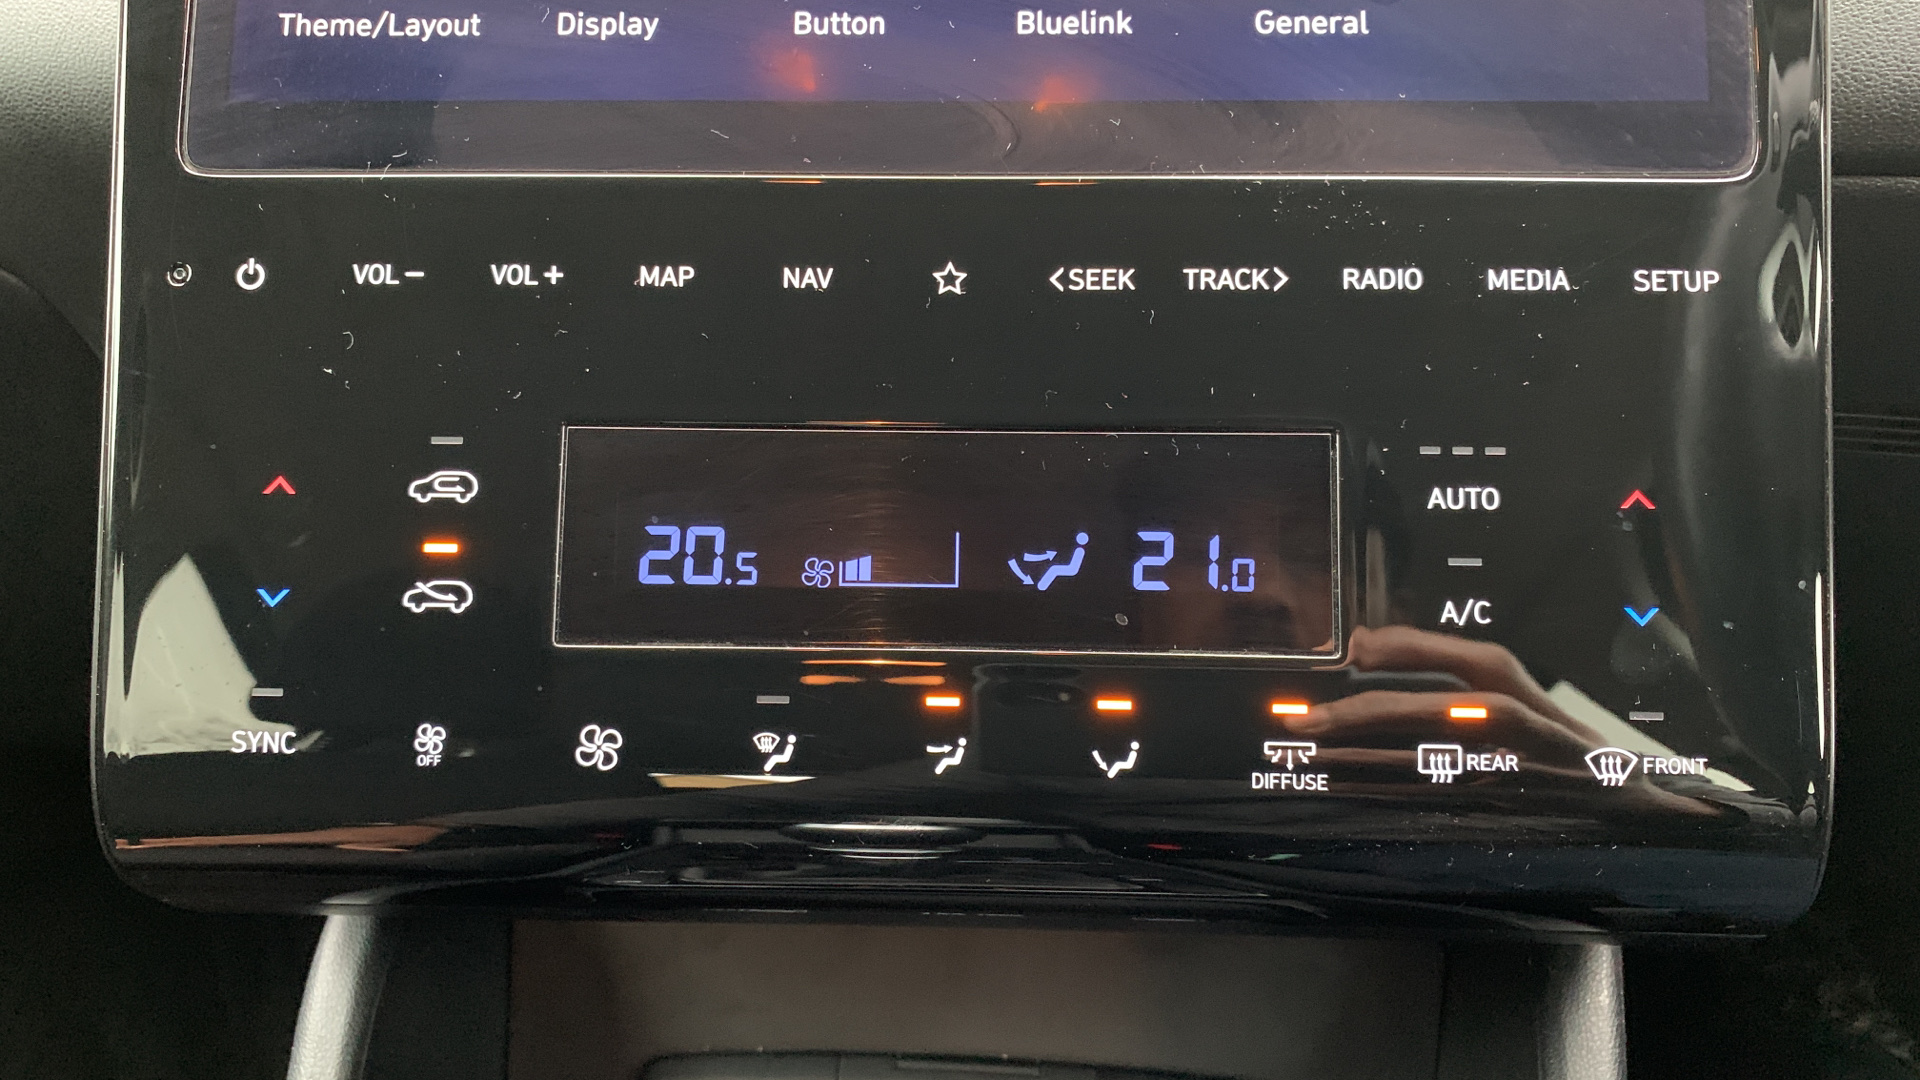 Theme/Layout Display Button Bluelink General
VOL− VOL+ MAP NAV <SEEK TRACK> RADIO MEDIA SETUP
AUTO
20.5 21.0
A/C
SYNC OFF DIFFUSE REAR FRONT